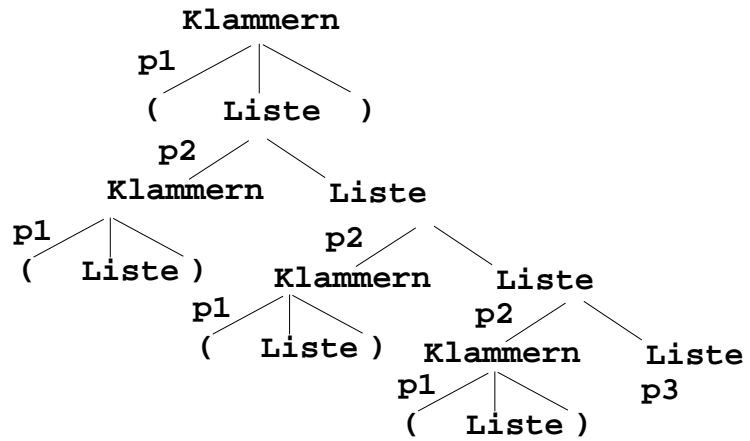 Klammern
p1
( Liste )
p2
Klammern Liste
p1 p2
( Liste ) Klammern Liste
p1 p2
( Liste ) Klammern Liste
p1 p3
( Liste )